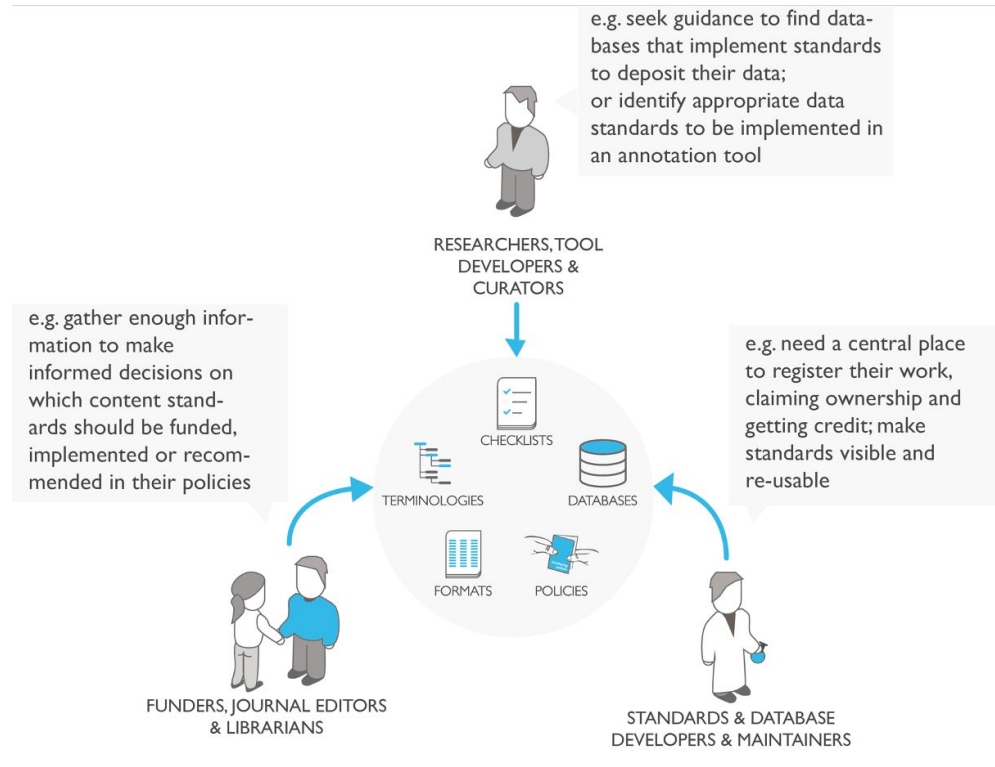 e.g. seek guidance to find data-
bases that implement standards
to deposit their data;
or identify appropriate data
standards to be implemented in
an annotation tool
RESEARCHERS, TOOL
DEVELOPERS &
CURATORS
e.g. gather enough infor-
mation to make
informed decisions on
which content stand-
ards should be funded,
implemented or recom-
mended in their policies
e.g. need a central place
to register their work,
claiming ownership and
getting credit; make
standards visible and
re-usable
CHECKLISTS
TERMINOLOGIES
DATABASES
FORMATS
POLICIES
FUNDERS, JOURNAL EDITORS
& LIBRARIANS
STANDARDS & DATABASE
DEVELOPERS & MAINTAINERS